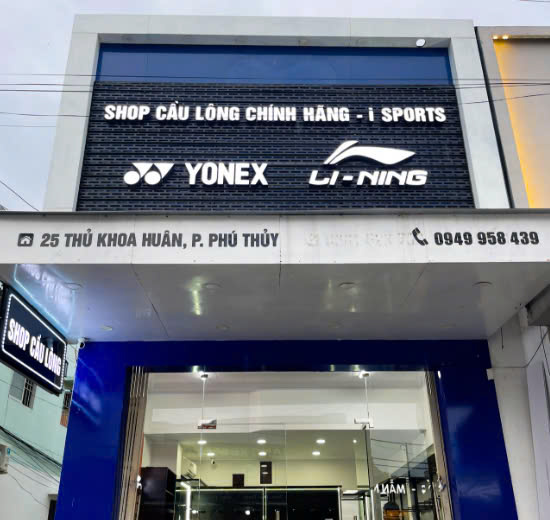 SHOP CẦU LÔNG CHÍNH HÃNG - i SPORTS
YONEX LI-NING
25 THỦ KHOA HUÂN, P. PHÚ THỦY 0949 958 439
SHOP CẦU LÔNG